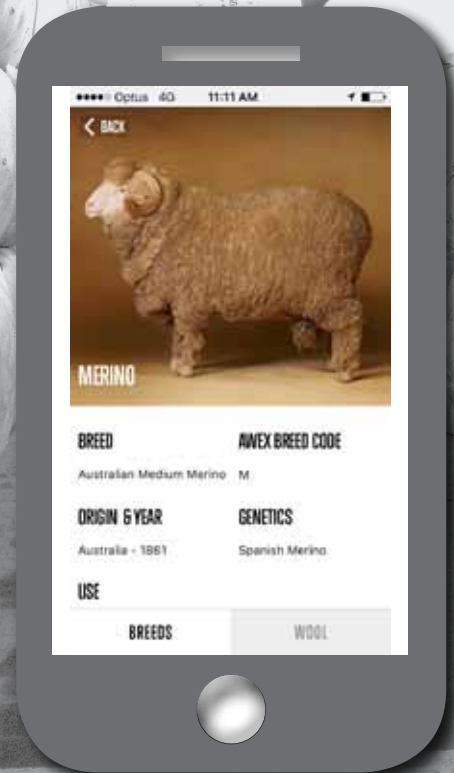 Optus 4G 11:11 AM
BACK
MERINO
BREED AWEX BREED CODE
Australian Medium Merino M
ORIGIN & YEAR GENETICS
Australia - 1861 Spanish Merino
USE
BREEDS WOOL